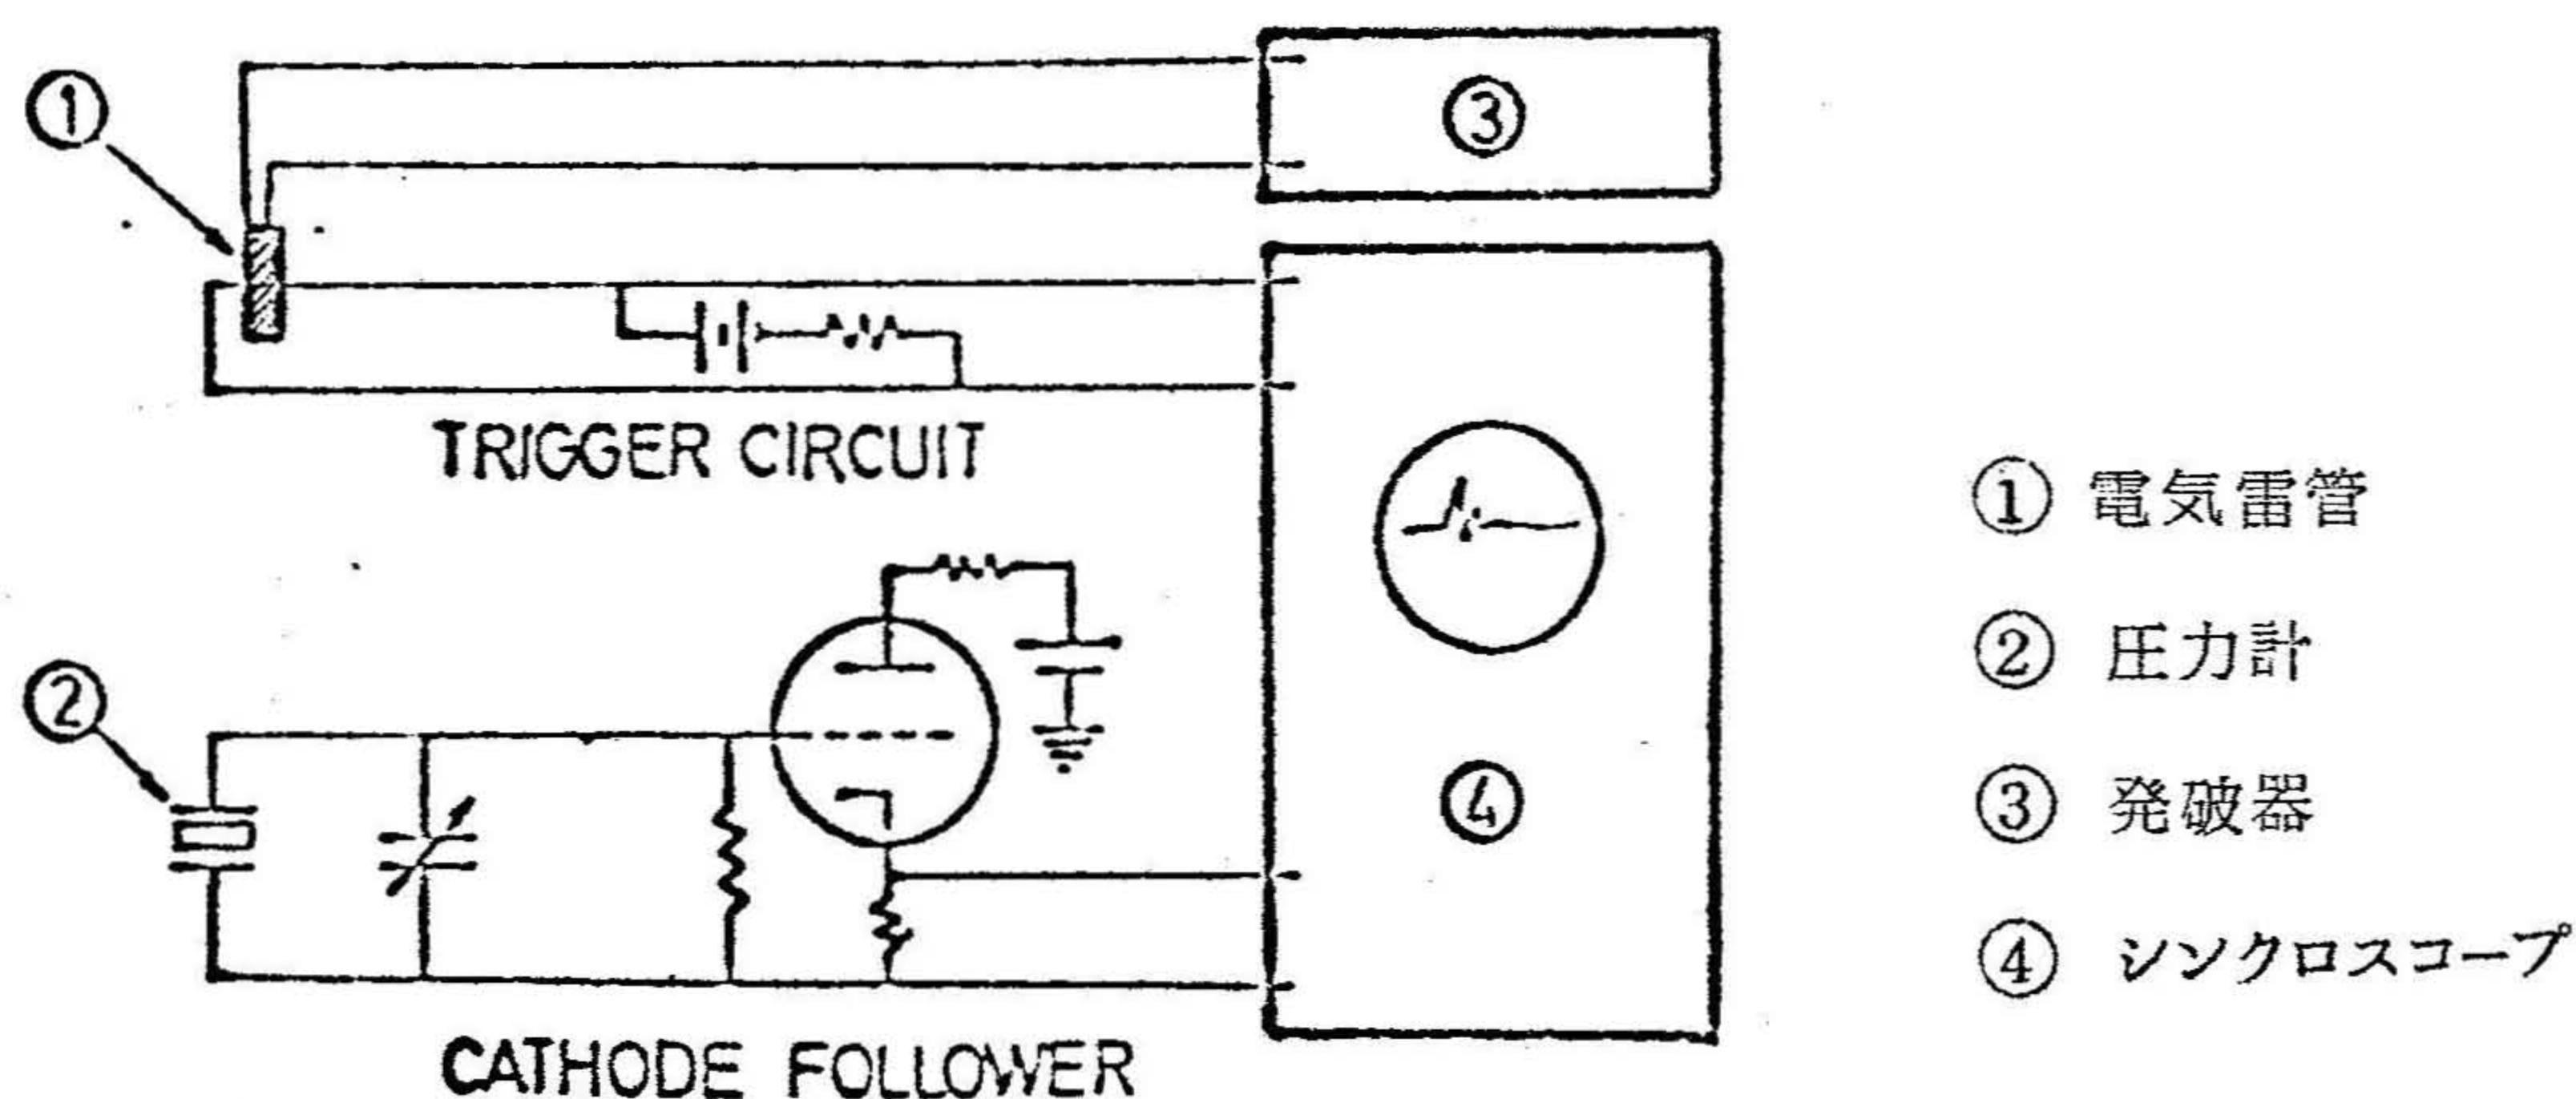 ①
③
TRIGGER CIRCUIT
②
④
CATHODE FOLLOWER
① 電気雷管
② 圧力計
③ 発破器
④ シンクロスコープ